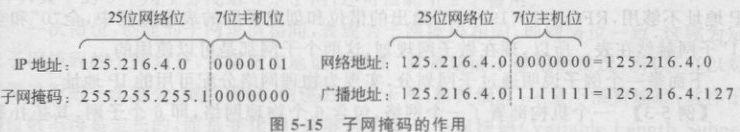 25位网络位 7位主机位 25位网络位 7位主机位
IP地址：125.216.4.0 0000101 网络地址：125.216.4.0 0000000=125.216.4.0
子网掩码：255.255.255.1 0000000 广播地址：125.216.4.0 1111111=125.216.4.127
图 5-15 子网掩码的作用